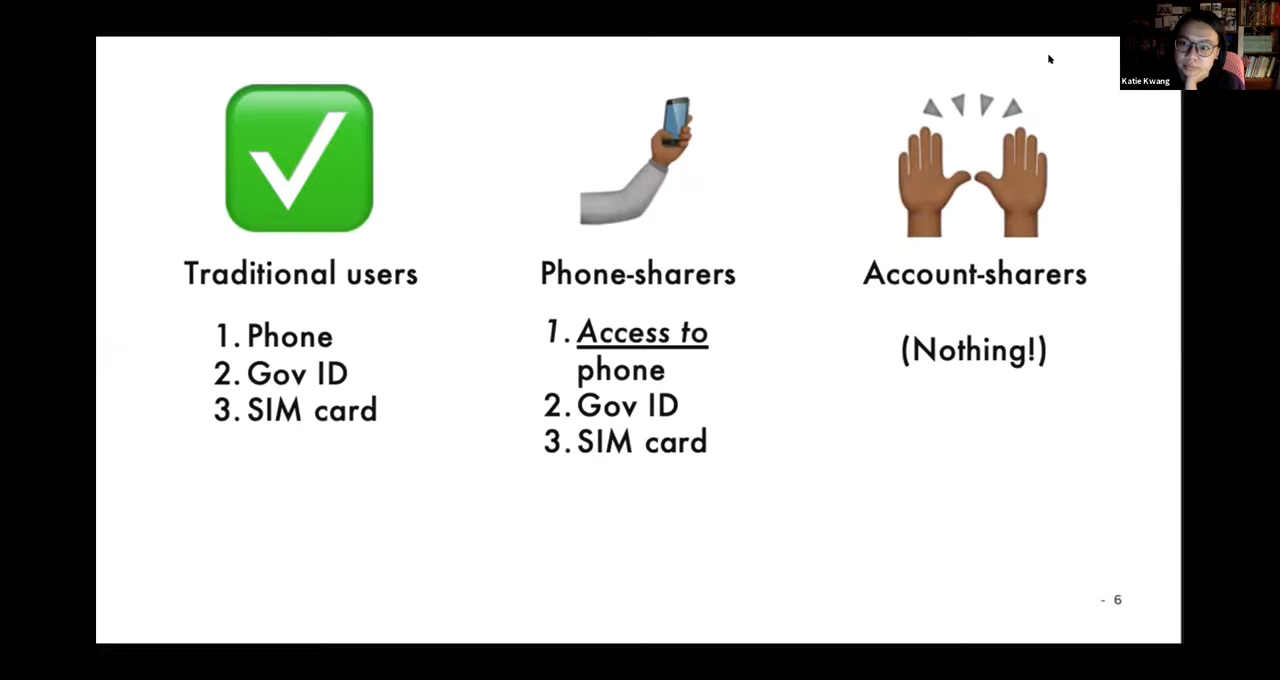 Katie Kwang
Traditional users
1. Phone
2. Gov ID
3. SIM card
Phone-sharers
1. Access to
phone
2. Gov ID
3. SIM card
Account-sharers
(Nothing!)
- 6